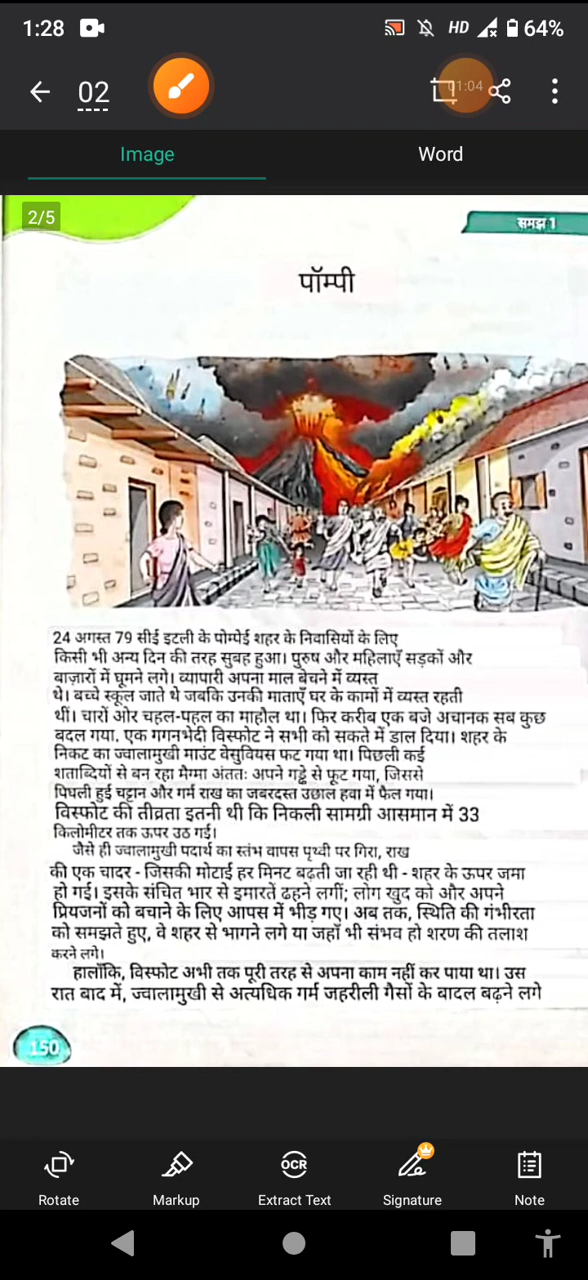 1:28
HD
64%
02
01:04
Image
Word
2/5
समझ 1
पॉम्पी
24 अगस्त 79 सीई इटली के पोम्पेई शहर के निवासियों के लिए
किसी भी अन्य दिन की तरह सुबह हुआ। पुरुष और महिलाएँ सड़कों और
बाज़ारों में घूमने लगे। व्यापारी अपना माल बेचने में व्यस्त
थे। बच्चे स्कूल जाते थे जबकि उनकी माताएँ घर के कामों में व्यस्त रहती
थीं। चारों ओर चहल-पहल का माहौल था। फिर करीब एक बजे अचानक सब कुछ
बदल गया. एक गगनभेदी विस्फोट ने सभी को सकते में डाल दिया। शहर के
निकट का ज्वालामुखी माउंट वेसुवियस फट गया था। पिछली कई
शताब्दियों से बन रहा मैग्मा अंततः अपने गड्ढे से फूट गया, जिससे
पिघली हुई चट्टान और गर्म राख का जबरदस्त उछाल हवा में फैल गया।
विस्फोट की तीव्रता इतनी थी कि निकली सामग्री आसमान में 33
किलोमीटर तक ऊपर उठ गई।
जैसे ही ज्वालामुखी पदार्थ का स्तंभ वापस पृथ्वी पर गिरा, राख
की एक चादर - जिसकी मोटाई हर मिनट बढ़ती जा रही थी - शहर के ऊपर जमा
हो गई। इसके संचित भार से इमारतें ढहने लगीं; लोग खुद को और अपने
प्रियजनों को बचाने के लिए आपस में भीड़ गए। अब तक, स्थिति की गंभीरता
को समझते हुए, वे शहर से भागने लगे या जहाँ भी संभव हो शरण की तलाश
करने लगे।
हालाँकि, विस्फोट अभी तक पूरी तरह से अपना काम नहीं कर पाया था। उस
रात बाद में, ज्वालामुखी से अत्यधिक गर्म जहरीली गैसों के बादल बढ़ने लगे
150
Rotate
Markup
OCR
Extract Text
Signature
Note